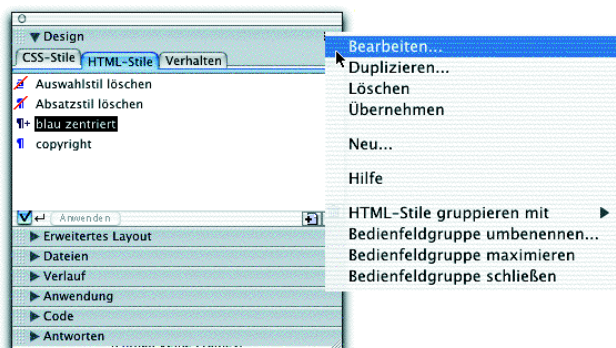 Design
CSS-Stile HTML-Stile Verhalten
Auswahlstil löschen
Absatzstil löschen
blau zentriert
copyright
Anwenden
Erweitertes Layout
Dateien
Verlauf
Anwendung
Code
Antworten
Bearbeiten...
Duplizieren...
Löschen
Übernehmen
Neu...
Hilfe
HTML-Stile gruppieren mit
Bedienfeldgruppe umbenennen...
Bedienfeldgruppe maximieren
Bedienfeldgruppe schließen